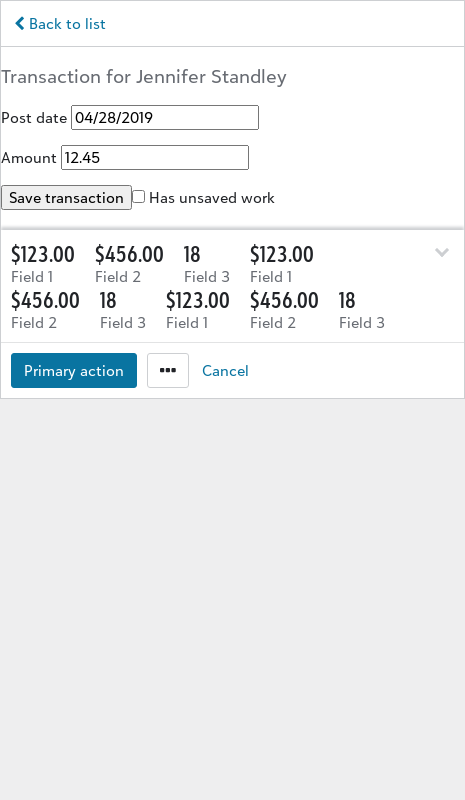 Back to list
Transaction for Jennifer Standley
Post date 04/28/2019
Amount 12.45
Save transaction Has unsaved work
$123.00 $456.00 18 $123.00
Field 1 Field 2 Field 3 Field 1
$456.00 18 $123.00 $456.00 18
Field 2 Field 3 Field 1 Field 2 Field 3
Primary action Cancel